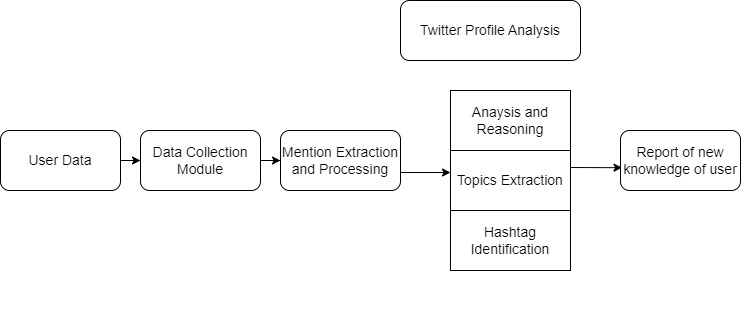 Twitter Profile Analysis
User Data
Data Collection
Module
Mention Extraction
and Processing
Anaysis and
Reasoning
Topics Extraction
Hashtag
Identification
Report of new
knowledge of user